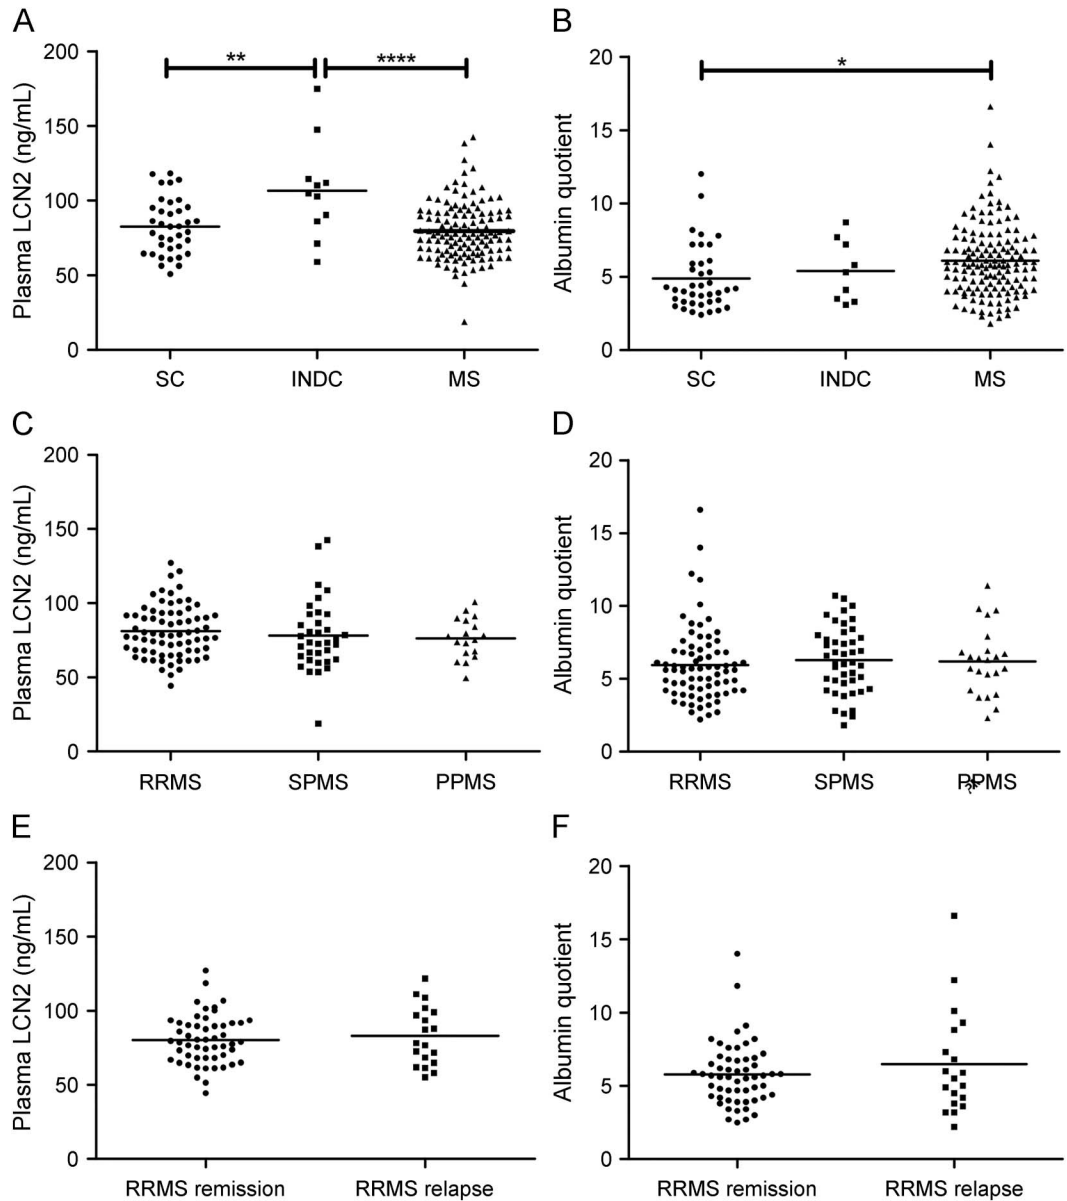 A
B
200
150
100
50
0
Plasma LCN2 (ng/mL)
**
****
SC
INDC
MS
20
15
10
5
0
Albumin quotient
*
SC
INDC
MS
C
D
200
150
100
50
0
Plasma LCN2 (ng/mL)
RRMS
SPMS
PPMS
20
15
10
5
0
Albumin quotient
RRMS
SPMS
PPMS
E
F
200
150
100
50
0
Plasma LCN2 (ng/mL)
RRMS remission
RRMS relapse
20
15
10
5
0
Albumin quotient
RRMS remission
RRMS relapse